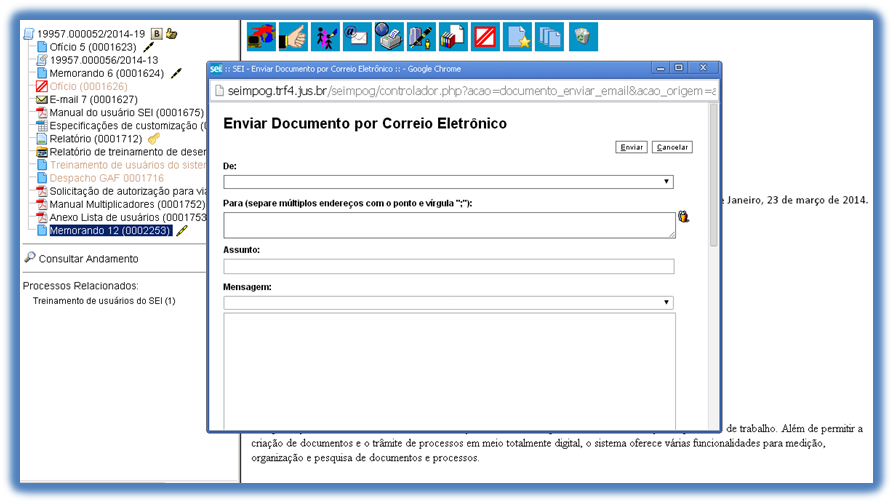 19957.000052/2014-19 B
Ofício 5 (0001623)
19957.000056/2014-13
Memorando 6 (0001624)
Ofício (0001626)
E-mail 7 (0001627)
Manual do usuário SEI (0001675)
Especificações de customização (
Relatório (0001712)
Relatório de treinamento de deser
Treinamento de usuários do sister
Despacho GAF 0001716
Solicitação de autorização para via
Manual Multiplicadores (0001752)
Anexo Lista de usuários (0001753
Memorando 12 (0002253)
Consultar Andamento
Processos Relacionados:
Treinamento de usuários do SEI (1)
sei :: SEI - Enviar Documento por Correio Eletrônico :: - Google Chrome
seimpog.trf4.jus.br/seimpog/controlador.php?acao=documento_enviar_email&acao_origem=a
Enviar Documento por Correio Eletrônico
Enviar Cancelar
De:
Para (separe múltiplos endereços com o ponto e vírgula ";"):
Assunto:
Mensagem:
Janeiro, 23 de março de 2014.
de trabalho. Além de permitir a
criação de documentos e o trâmite de processos em meio totalmente digital, o sistema oferece várias funcionalidades para medição,
organização e pesquisa de documentos e processos.